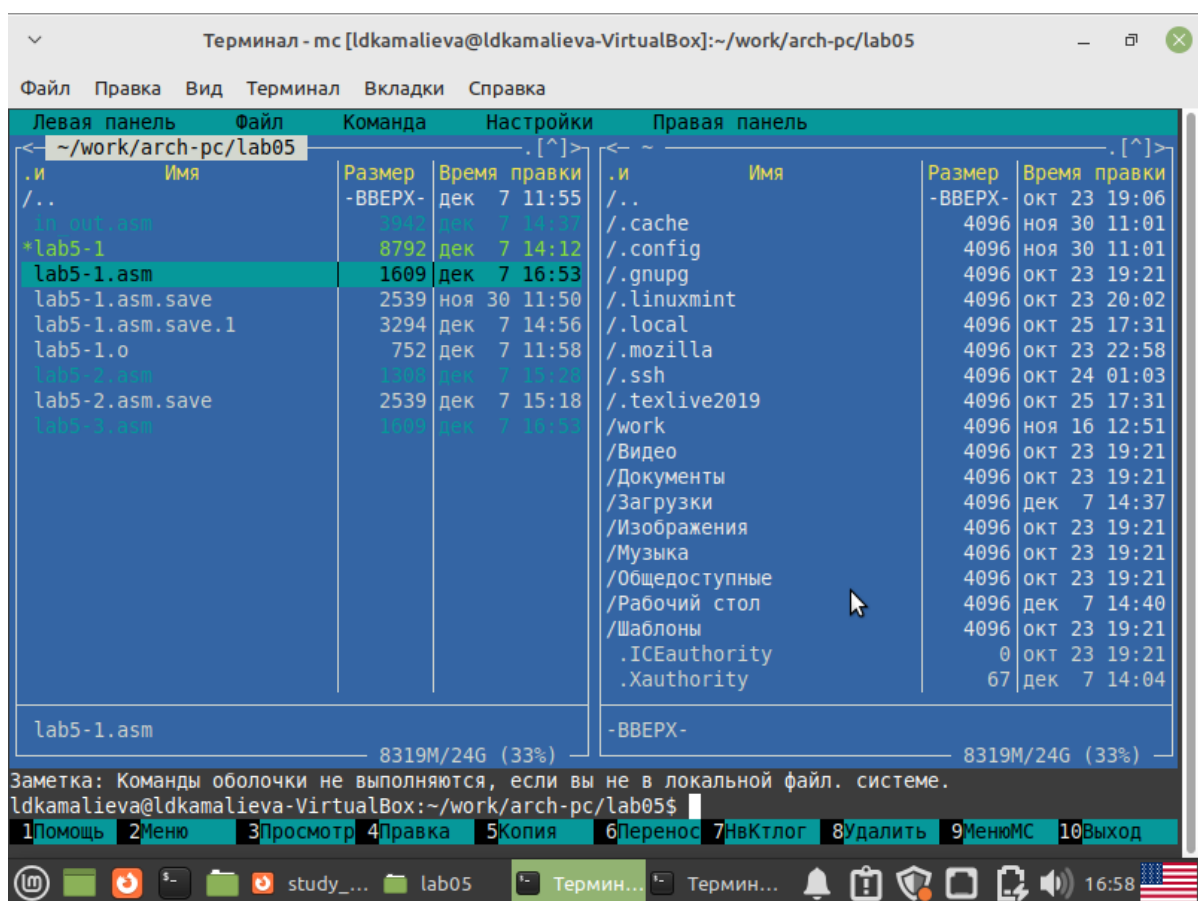 Терминал - mc [ldkamalieva@ldkamalieva-VirtualBox]:~/work/arch-pc/lab05
Файл Правка Вид Терминал Вкладки Справка
Левая панель Файл Команда Настройки Правая панель
<- ~/work/arch-pc/lab05 .[^]>
.и Имя Размер Время правки
/.. -ВВЕРХ- дек 7 11:55
in_out.asm 3942 дек 7 14:37
*lab5-1 8792 дек 7 14:12
lab5-1.asm 1609 дек 7 16:53
lab5-1.asm.save 2539 ноя 30 11:50
lab5-1.asm.save.1 3294 дек 7 14:56
lab5-1.o 752 дек 7 11:58
lab5-2.asm 1308 дек 7 15:28
lab5-2.asm.save 2539 дек 7 15:18
lab5-3.asm 1609 дек 7 16:53
lab5-1.asm
8319M/24G (33%)
<- ~ .[^]>
.и Имя Размер Время правки
/.. -ВВЕРХ- окт 23 19:06
/.cache 4096 ноя 30 11:01
/.config 4096 ноя 30 11:01
/.gnupg 4096 окт 23 19:21
/.linuxmint 4096 окт 23 20:02
/.local 4096 окт 25 17:31
/.mozilla 4096 окт 23 22:58
/.ssh 4096 окт 24 01:03
/.texlive2019 4096 окт 25 17:31
/work 4096 ноя 16 12:51
/Видео 4096 окт 23 19:21
/Документы 4096 окт 23 19:21
/Загрузки 4096 дек 7 14:37
/Изображения 4096 окт 23 19:21
/Музыка 4096 окт 23 19:21
/Общедоступные 4096 окт 23 19:21
/Рабочий стол 4096 дек 7 14:40
/Шаблоны 4096 окт 23 19:21
.ICEauthority 0 окт 23 19:21
.Xauthority 67 дек 7 14:04
-ВВЕРХ-
8319M/24G (33%)
Заметка: Команды оболочки не выполняются, если вы не в локальной файл. системе.
ldkamalieva@ldkamalieva-VirtualBox:~/work/arch-pc/lab05$
1Помощь 2Меню 3Просмотр 4Правка 5Копия 6Перенос 7НвКтлог 8Удалить 9МенюМС 10Выход
study_... lab05 Термин... Термин... 16:58